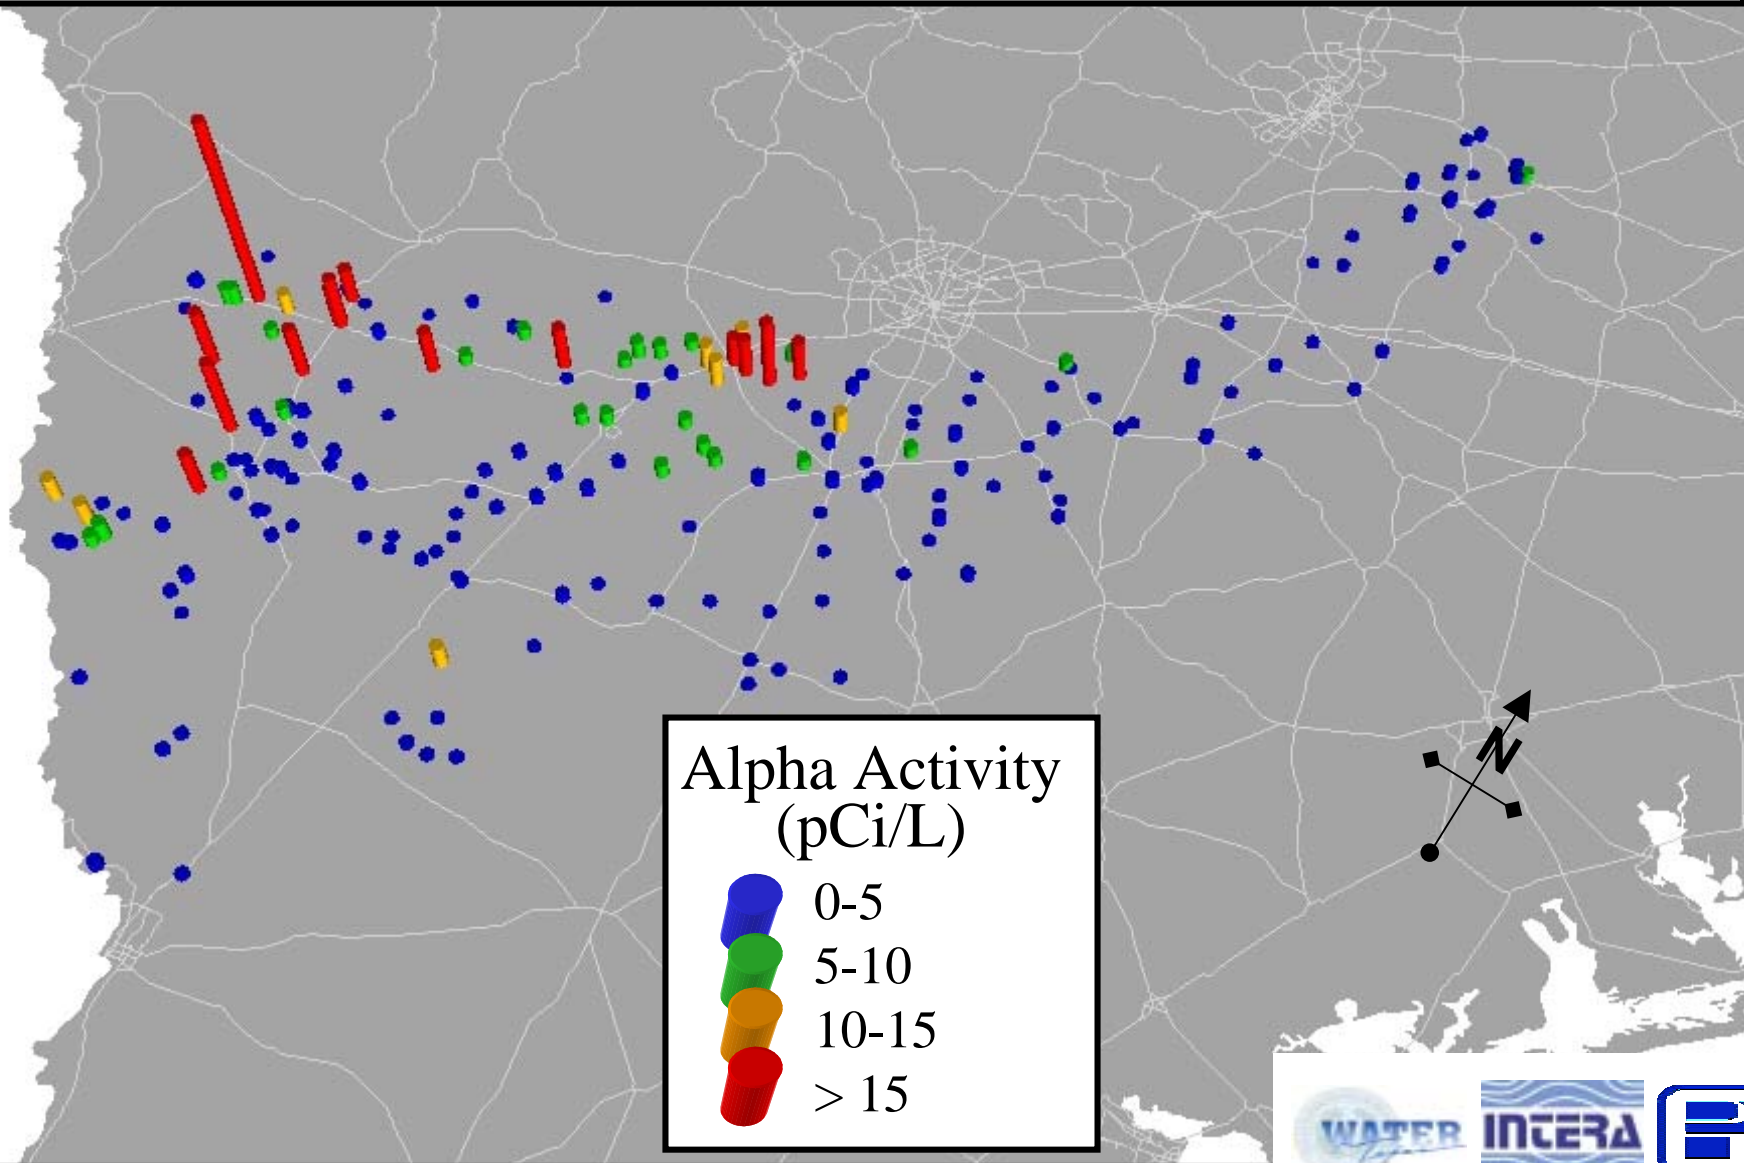 N
Alpha Activity
(pCi/L)
0-5
5-10
10-15
> 15
WATER
INTERA